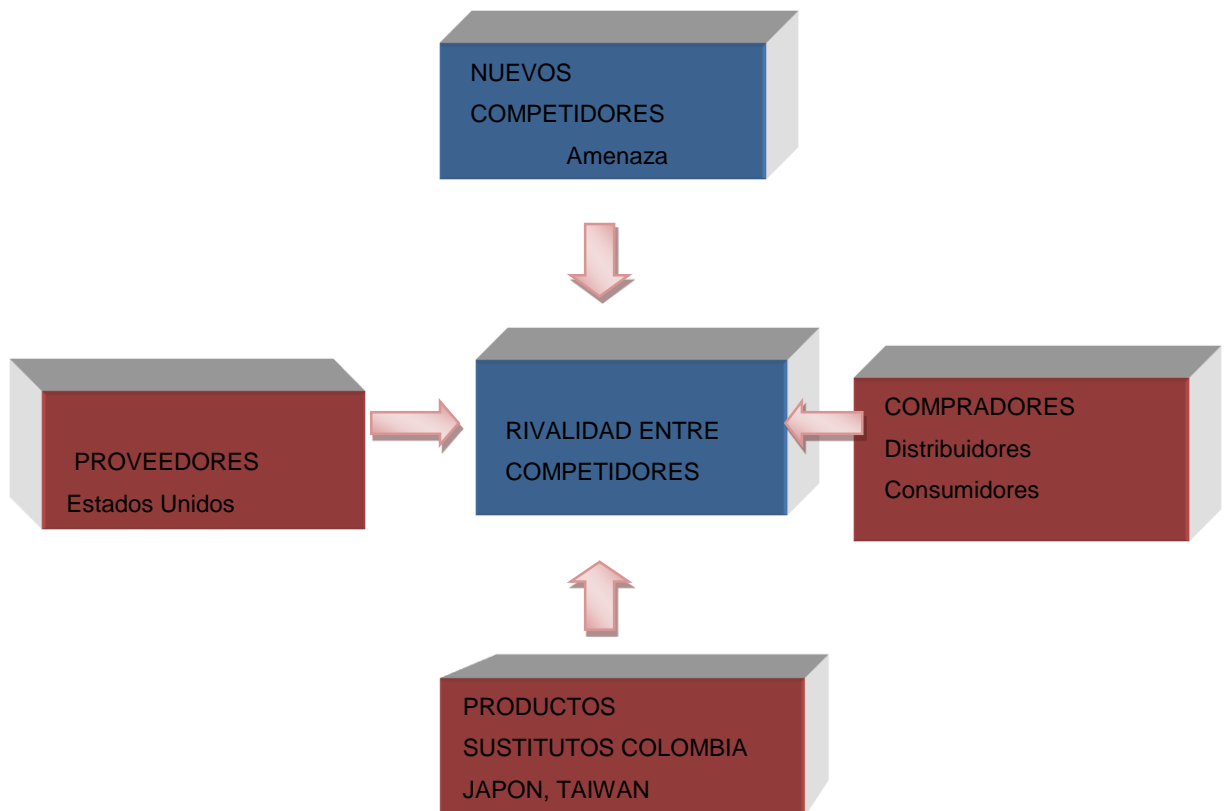 NUEVOS
COMPETIDORES
Amenaza
PROVEEDORES
Estados Unidos
RIVALIDAD ENTRE
COMPETIDORES
COMPRADORES
Distribuidores
Consumidores
PRODUCTOS
SUSTITUTOS COLOMBIA
JAPON, TAIWAN